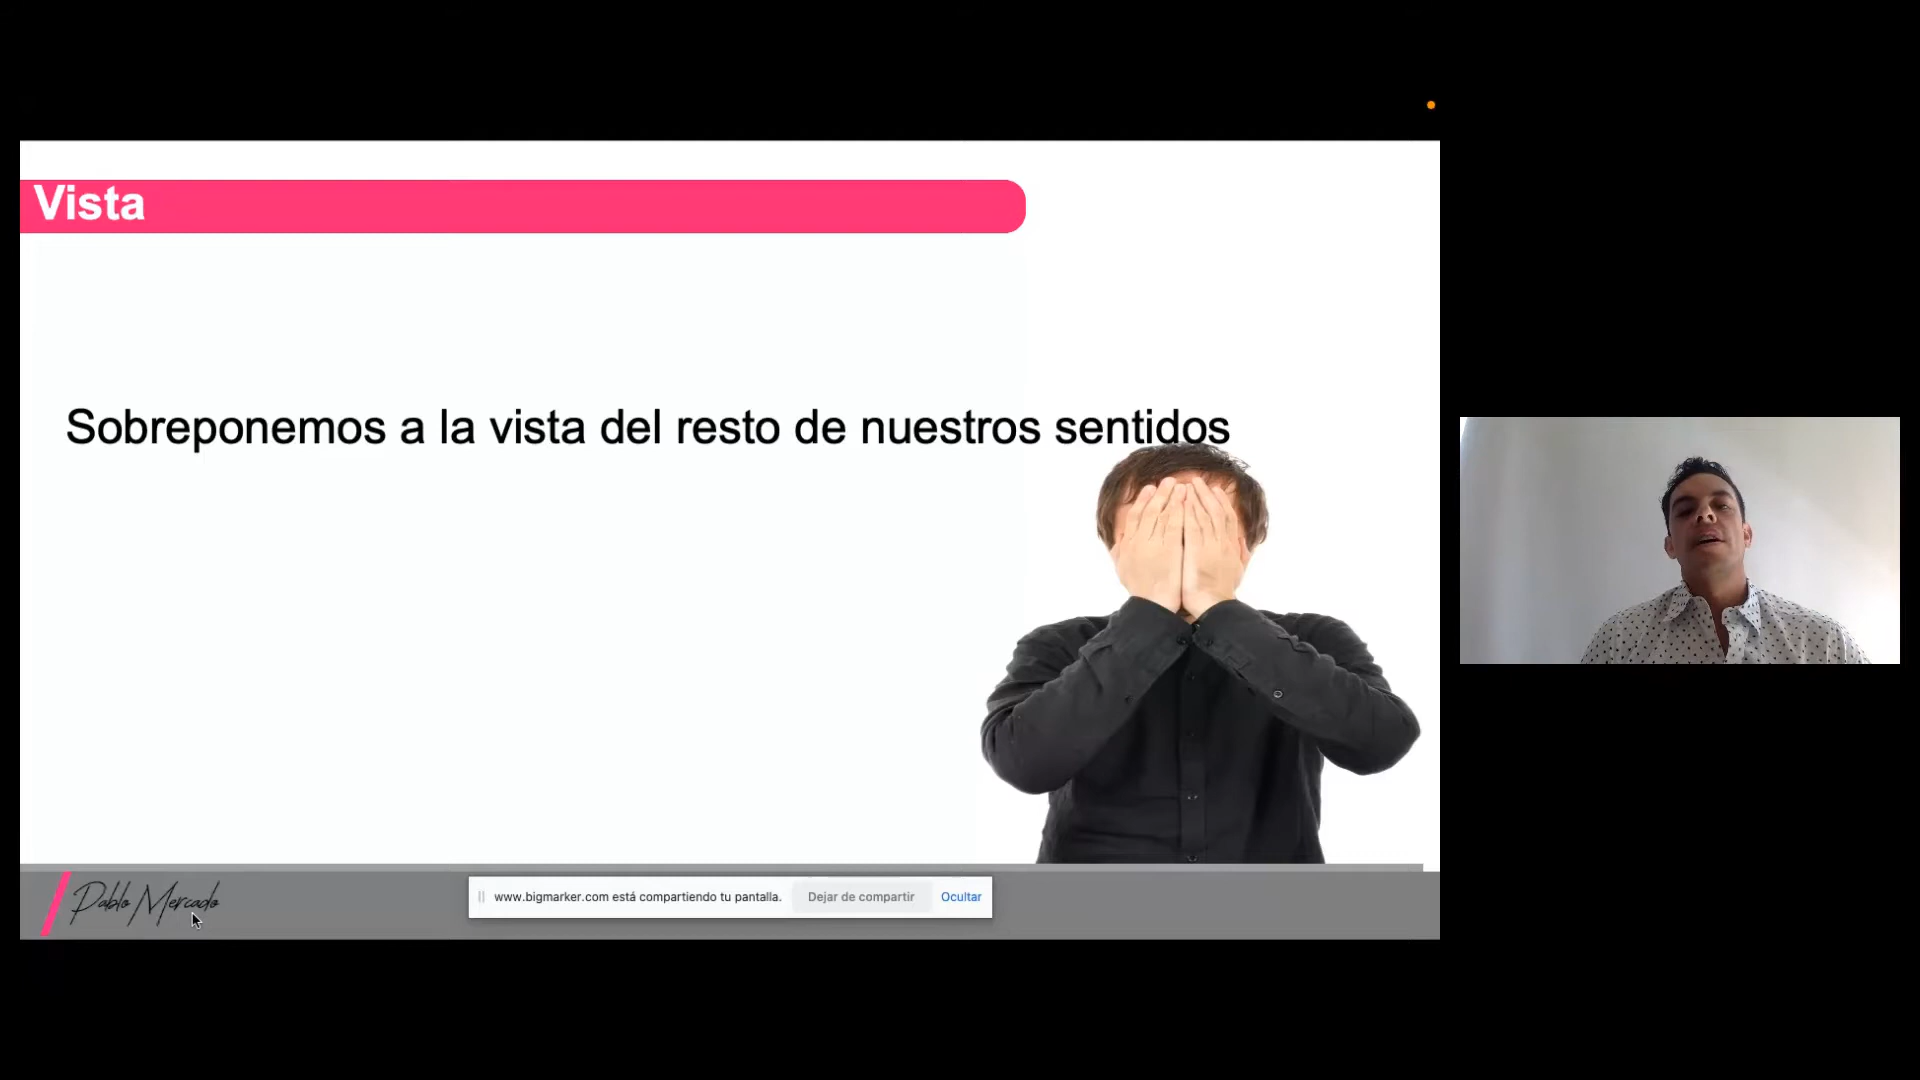 Vista
Sobreponemos a la vista del resto de nuestros sentidos
Pablo Mercado
www.bigmarker.com está compartiendo tu pantalla.
Dejar de compartir
Ocultar